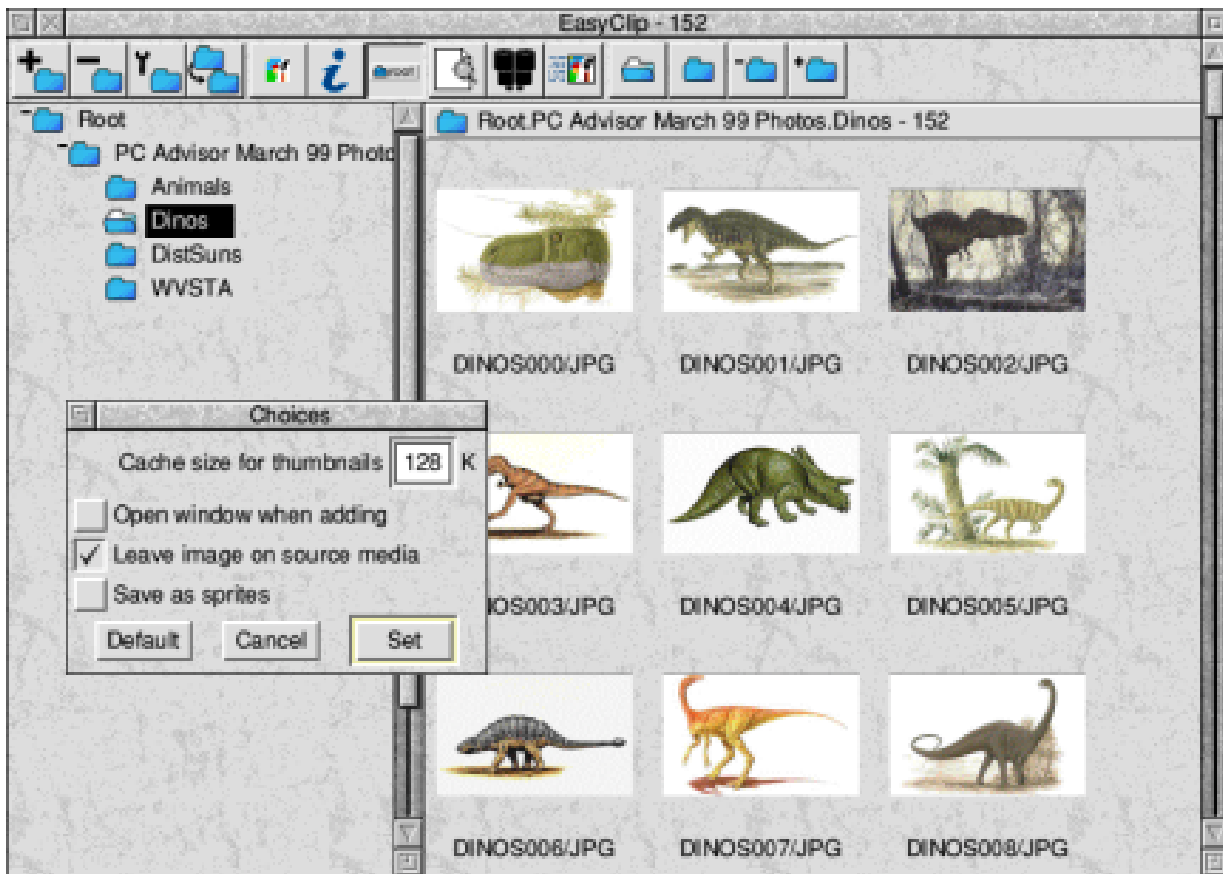 EasyClip - 152
root
Root
PC Advisor March 99 Photo
Animals
Dinos
DistSuns
WVSTA
Root.PC Advisor March 99 Photos.Dinos - 152
DINOS000/JPG
DINOS001/JPG
DINOS002/JPG
Choices
Cache size for thumbnails 128 K
Open window when adding
Leave image on source media
Save as sprites
Default Cancel Set
IOS003/JPG
DINOS004/JPG
DINOS005/JPG
DINOS006/JPG
DINOS007/JPG
DINOS008/JPG